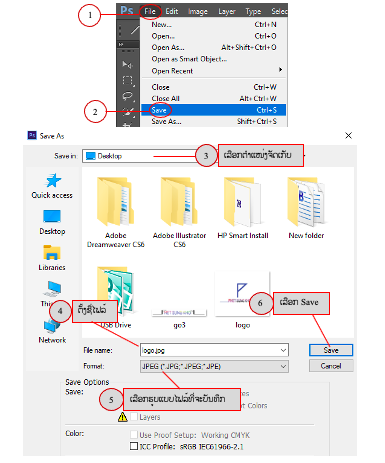 Ps File Edit Image Layer Type Selec
1
New... Ctrl+N
Open... Ctrl+O
Open As... Alt+Shift+Ctrl+O
Open as Smart Object...
Open Recent
Close Ctrl+W
Close All Alt+Ctrl+W
2
Save Ctrl+S
Save As... Shift+Ctrl+S
Ps Save As
Save in: Desktop
3 ເລືອກຕຳແໜ່ງຈັດເກັບ
Quick access
Desktop
Libraries
This
Network
Adobe Dreamweaver CS6
Adobe Illustrator CS6
HP Smart Install
New folder
4 ຕັ້ງຊື່ໄຟລ໌
USB Drive
go3
logo
6 ເລືອກ Save
File name: logo.jpg Save
Format: JPEG (*.JPG;*.JPEG;*.JPE) Cancel
Save Options
Save:
5 ເລືອກຮູບແບບໄຟລ໌ທີ່ຈະບັນທຶກ
Colors
Layers
Color: Use Proof Setup: Working CMYK
ICC Profile: sRGB IEC61966-2.1